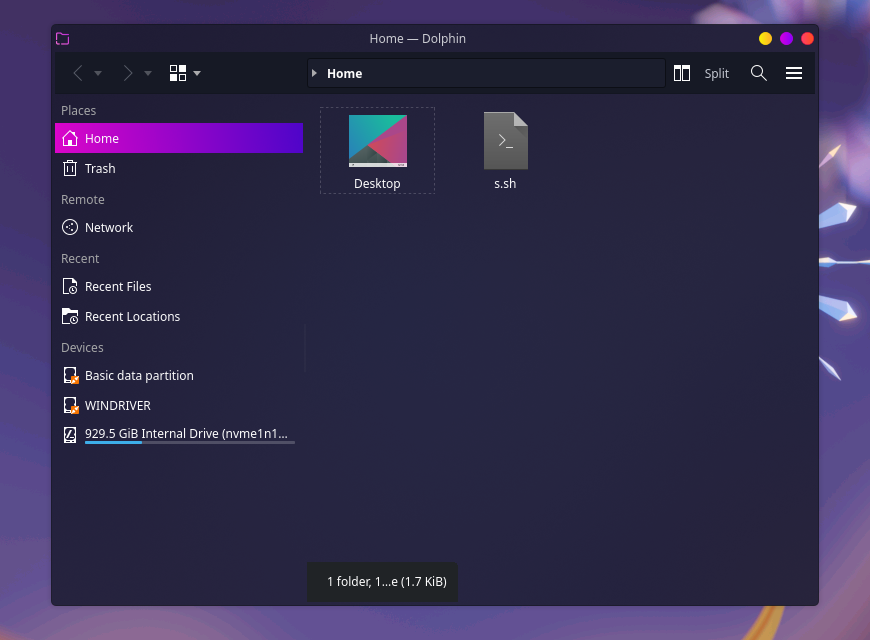 Home — Dolphin
Home
Split
Places
Home
Trash
Remote
Network
Recent
Recent Files
Recent Locations
Devices
Basic data partition
WINDRIVER
929.5 GiB Internal Drive (nvme1n1...
Desktop
>_
s.sh
1 folder, 1...e (1.7 KiB)